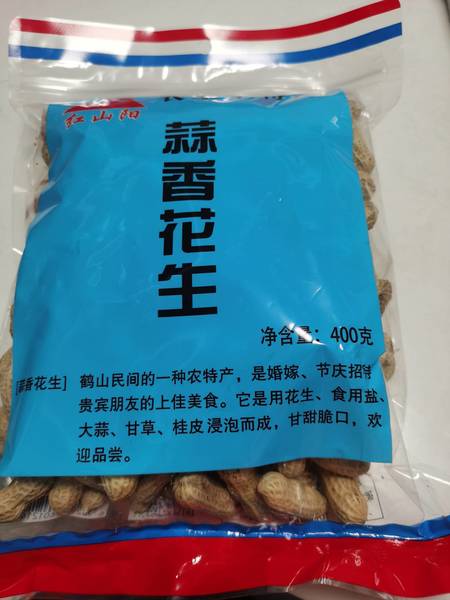 红山阳
蒜香花生
净含量：400克
[蒜香花生] 鹤山民间的一种农特产，是婚嫁、节庆招待
贵宾朋友的上佳美食。它是用花生、食用盐、
大蒜、甘草、桂皮浸泡而成，甘甜脆口，欢
迎品尝。